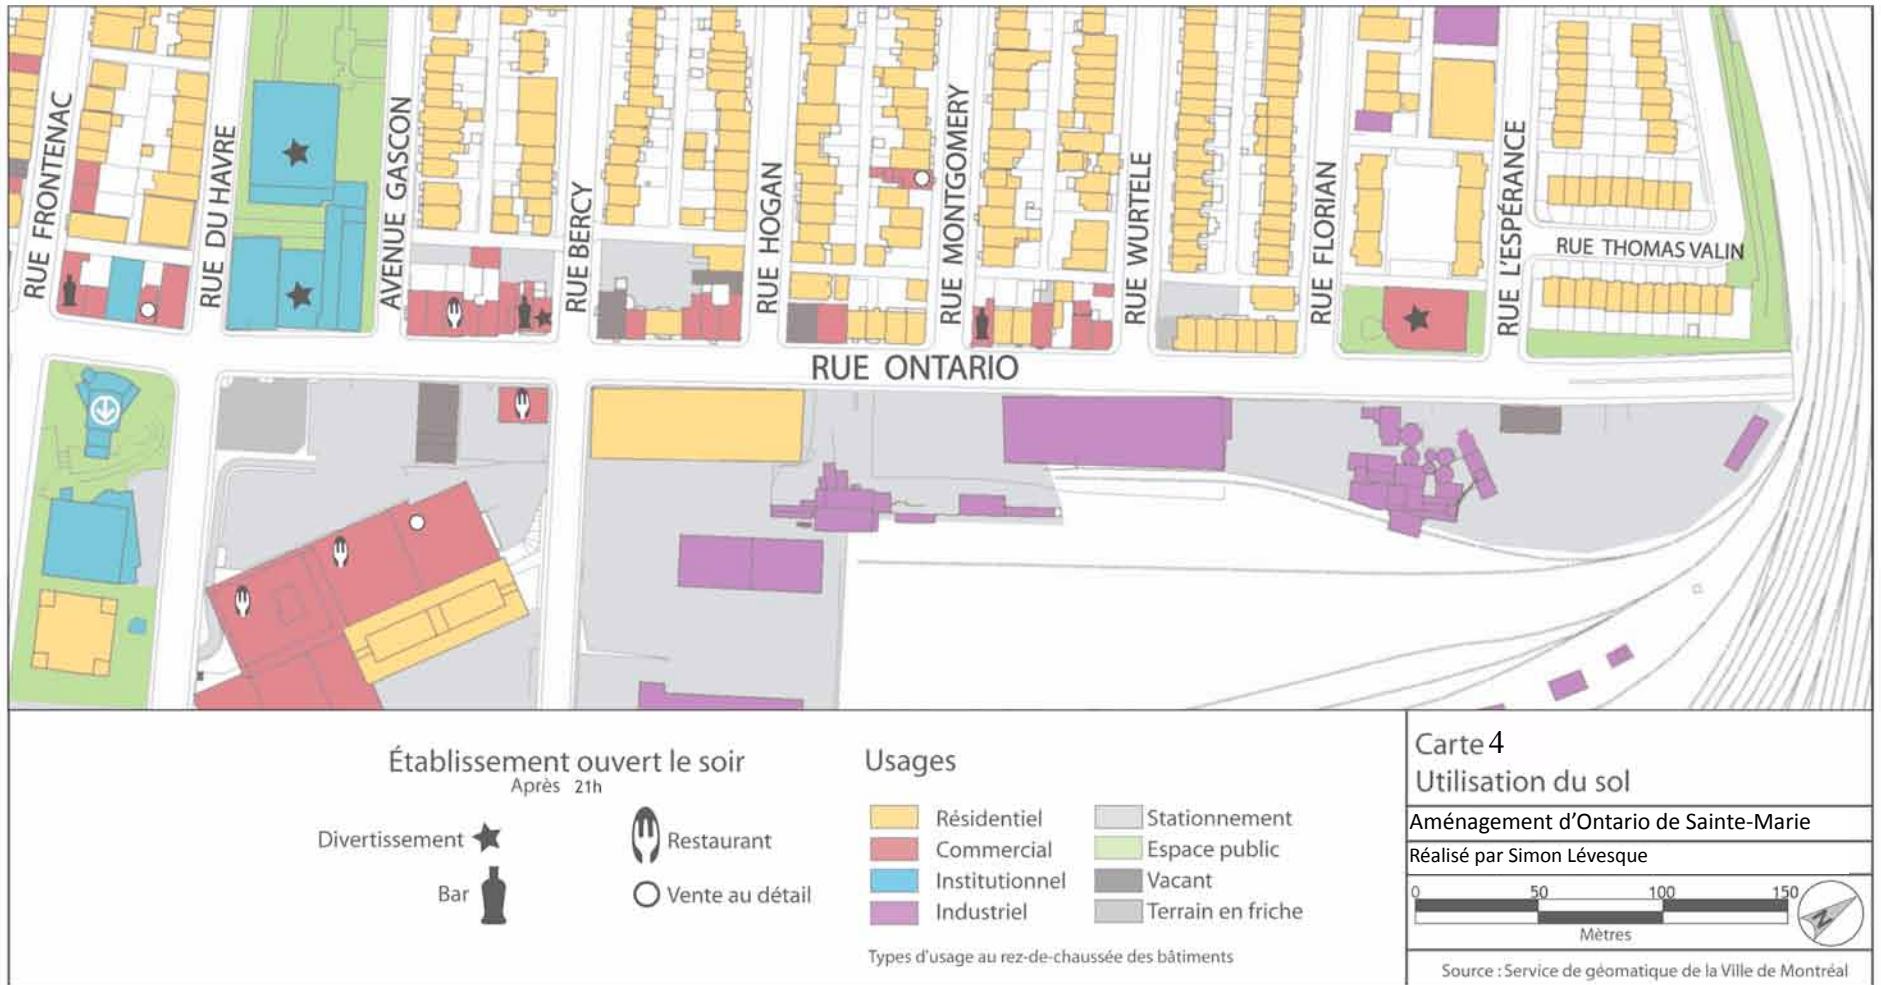 RUE FRONTENAC
RUE DU HAVRE
AVENUE GASCON
RUE BERCY
RUE HOGAN
RUE MONTGOMERY
RUE WURTELE
RUE FLORIAN
RUE L'ESPÉRANCE
RUE THOMAS VALIN
RUE ONTARIO
Établissement ouvert le soir
Après 21h
Divertissement
Restaurant
Bar
Vente au détail
Usages
Résidentiel
Commercial
Institutionnel
Industriel
Stationnement
Espace public
Vacant
Terrain en friche
Types d'usage au rez-de-chaussée des bâtiments
Carte 4
Utilisation du sol
Aménagement d'Ontario de Sainte-Marie
Réalisé par Simon Lévesque
0 50 100 150
Mètres
N
Source : Service de géomatique de la Ville de Montréal